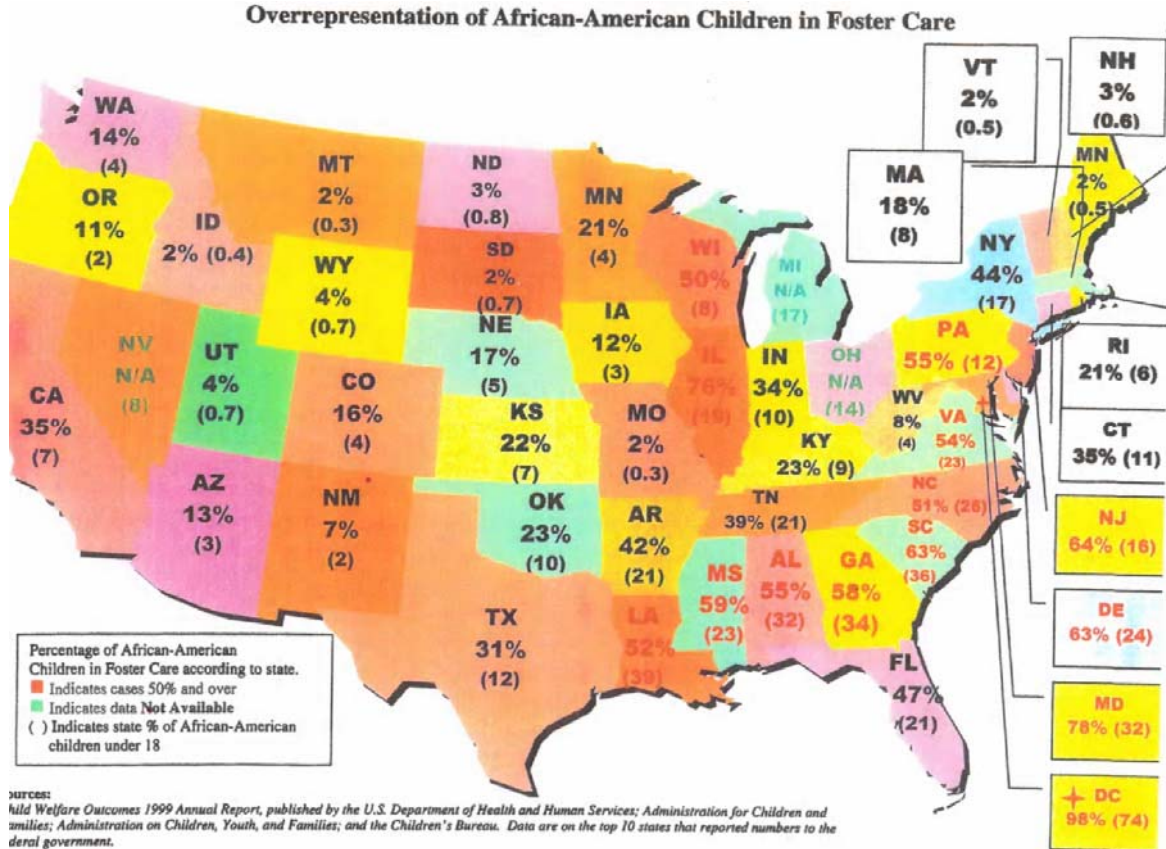 Overrepresentation of African-American Children in Foster Care
VT
2%
(0.5)
NH
3%
(0.6)
MA
18%
(8)
WA
14%
(4)
MT
2%
(0.3)
ND
3%
(0.8)
MN
21%
(4)
MN
2%
(0.5)
OR
11%
(2)
ID
2% (0.4)
WY
4%
(0.7)
SD
2%
(0.7)
WI
50%
(8)
MI
N/A
(17)
NY
44%
(17)
NV
N/A
(8)
UT
4%
(0.7)
CO
16%
(4)
NE
17%
(5)
IA
12%
(3)
IL
76%
(19)
IN
34%
(10)
OH
N/A
(14)
PA
55% (12)
RI
21% (6)
CA
35%
(7)
KS
22%
(7)
MO
2%
(0.3)
KY
23% (9)
WV
8%
(4)
VA
54%
(23)
CT
35% (11)
AZ
13%
(3)
NM
7%
(2)
OK
23%
(10)
AR
42%
(21)
TN
39% (21)
NC
51% (26)
SC
63%
(36)
NJ
64% (16)
TX
31%
(12)
LA
52%
(39)
MS
59%
(23)
AL
55%
(32)
GA
58%
(34)
FL
47%
(21)
DE
63% (24)
MD
78% (32)
DC
98% (74)
Percentage of African-American
Children in Foster Care according to state.
Indicates cases 50% and over
Indicates data Not Available
( ) Indicates state % of African-American
children under 18
ources:
hild Welfare Outcomes 1999 Annual Report, published by the U.S. Department of Health and Human Services; Administration for Children and
amilies; Administration on Children, Youth, and Families; and the Children's Bureau. Data are on the top 10 states that reported numbers to the
deral government.